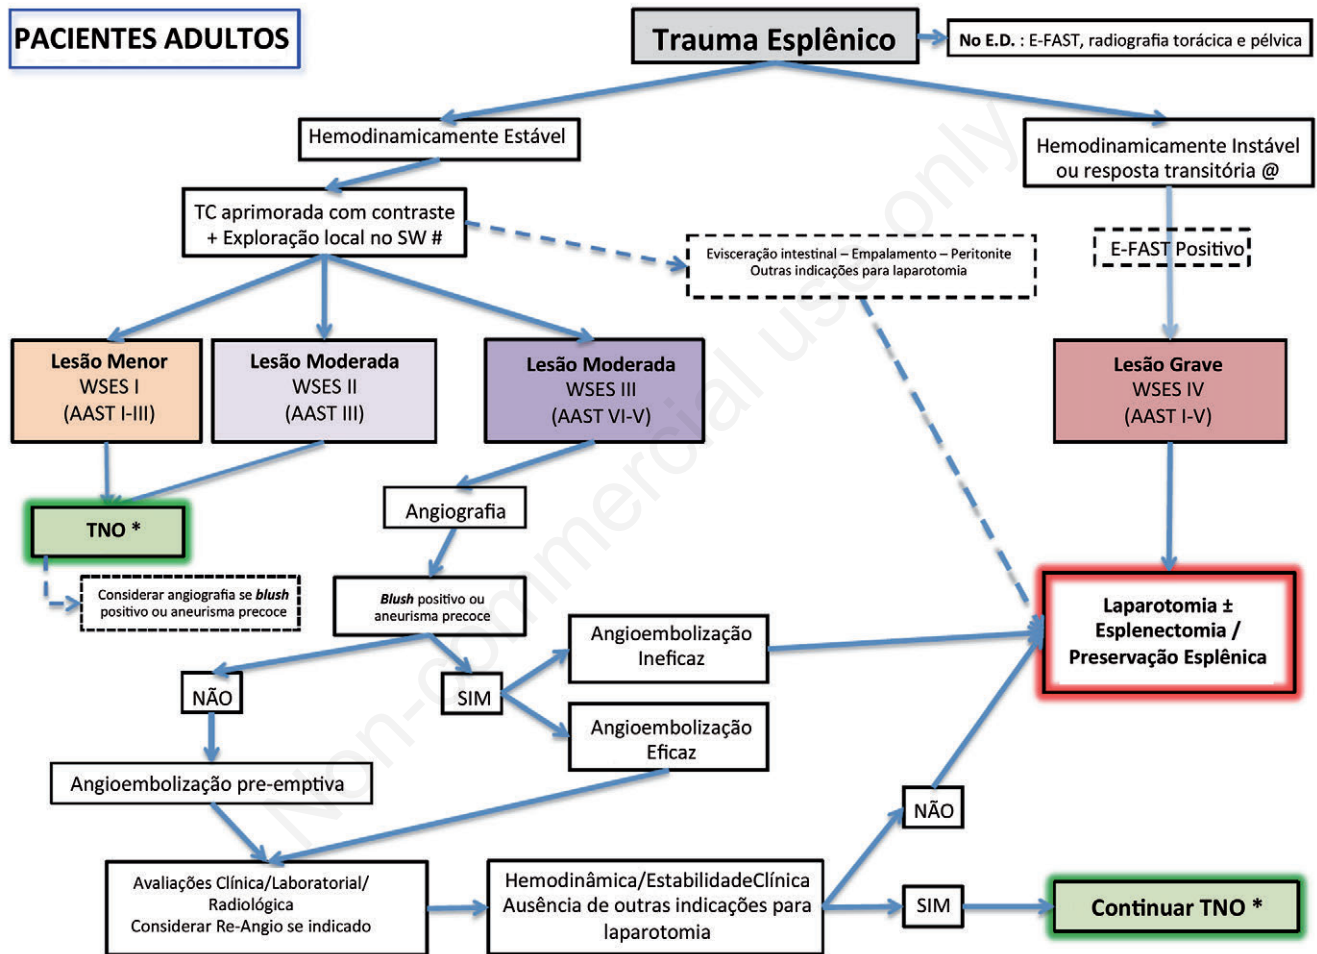 PACIENTES ADULTOS
Trauma Esplênico
No E.D. : E-FAST, radiografia torácica e pélvica
Hemodinamicamente Estável
Hemodinamicamente Instável
ou resposta transitória @
TC aprimorada com contraste
+ Exploração local no SW #
Evisceração intestinal – Empalamento – Peritonite
Outras indicações para laparotomia
E-FAST Positivo
Lesão Menor
WSES I
(AAST I-III)
Lesão Moderada
WSES II
(AAST III)
Lesão Moderada
WSES III
(AAST VI-V)
Lesão Grave
WSES IV
(AAST I-V)
TNO *
Angiografia
Considerar angiografia se blush
positivo ou aneurisma precoce
Blush positivo ou
aneurisma precoce
Laparotomia ±
Esplenectomia /
Preservação Esplênica
Angioembolização
Ineficaz
NÃO
SIM
Angioembolização
Eficaz
Angioembolização pre-emptiva
NÃO
Avaliações Clínica/Laboratorial/
Radiológica
Considerar Re-Angio se indicado
Hemodinâmica/EstabilidadeClínica
Ausência de outras indicações para
laparotomia
SIM
Continuar TNO *
Non-commercial use only